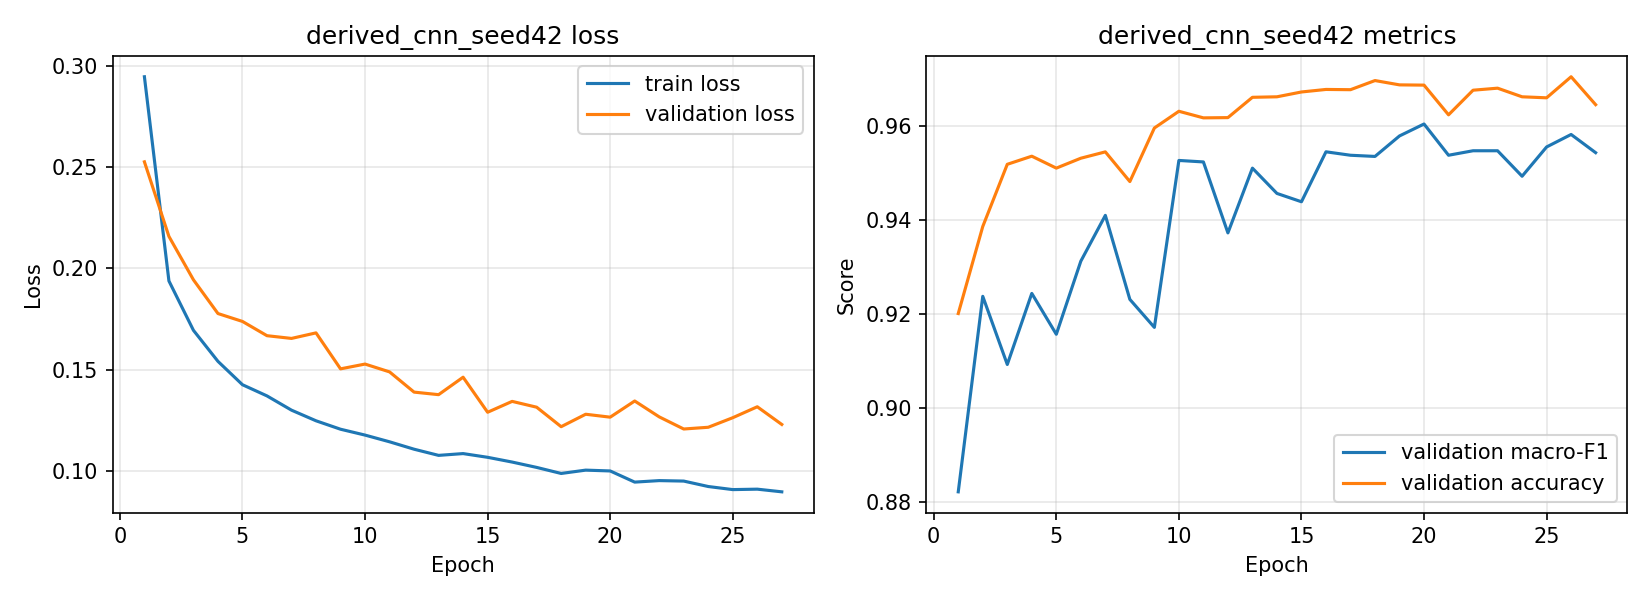 derived_cnn_seed42 loss
0.30
0.25
0.20
0.15
0.10
Loss
train loss
validation loss
0 5 10 15 20 25
Epoch
derived_cnn_seed42 metrics
0.96
0.94
0.92
0.90
0.88
Score
validation macro-F1
validation accuracy
0 5 10 15 20 25
Epoch